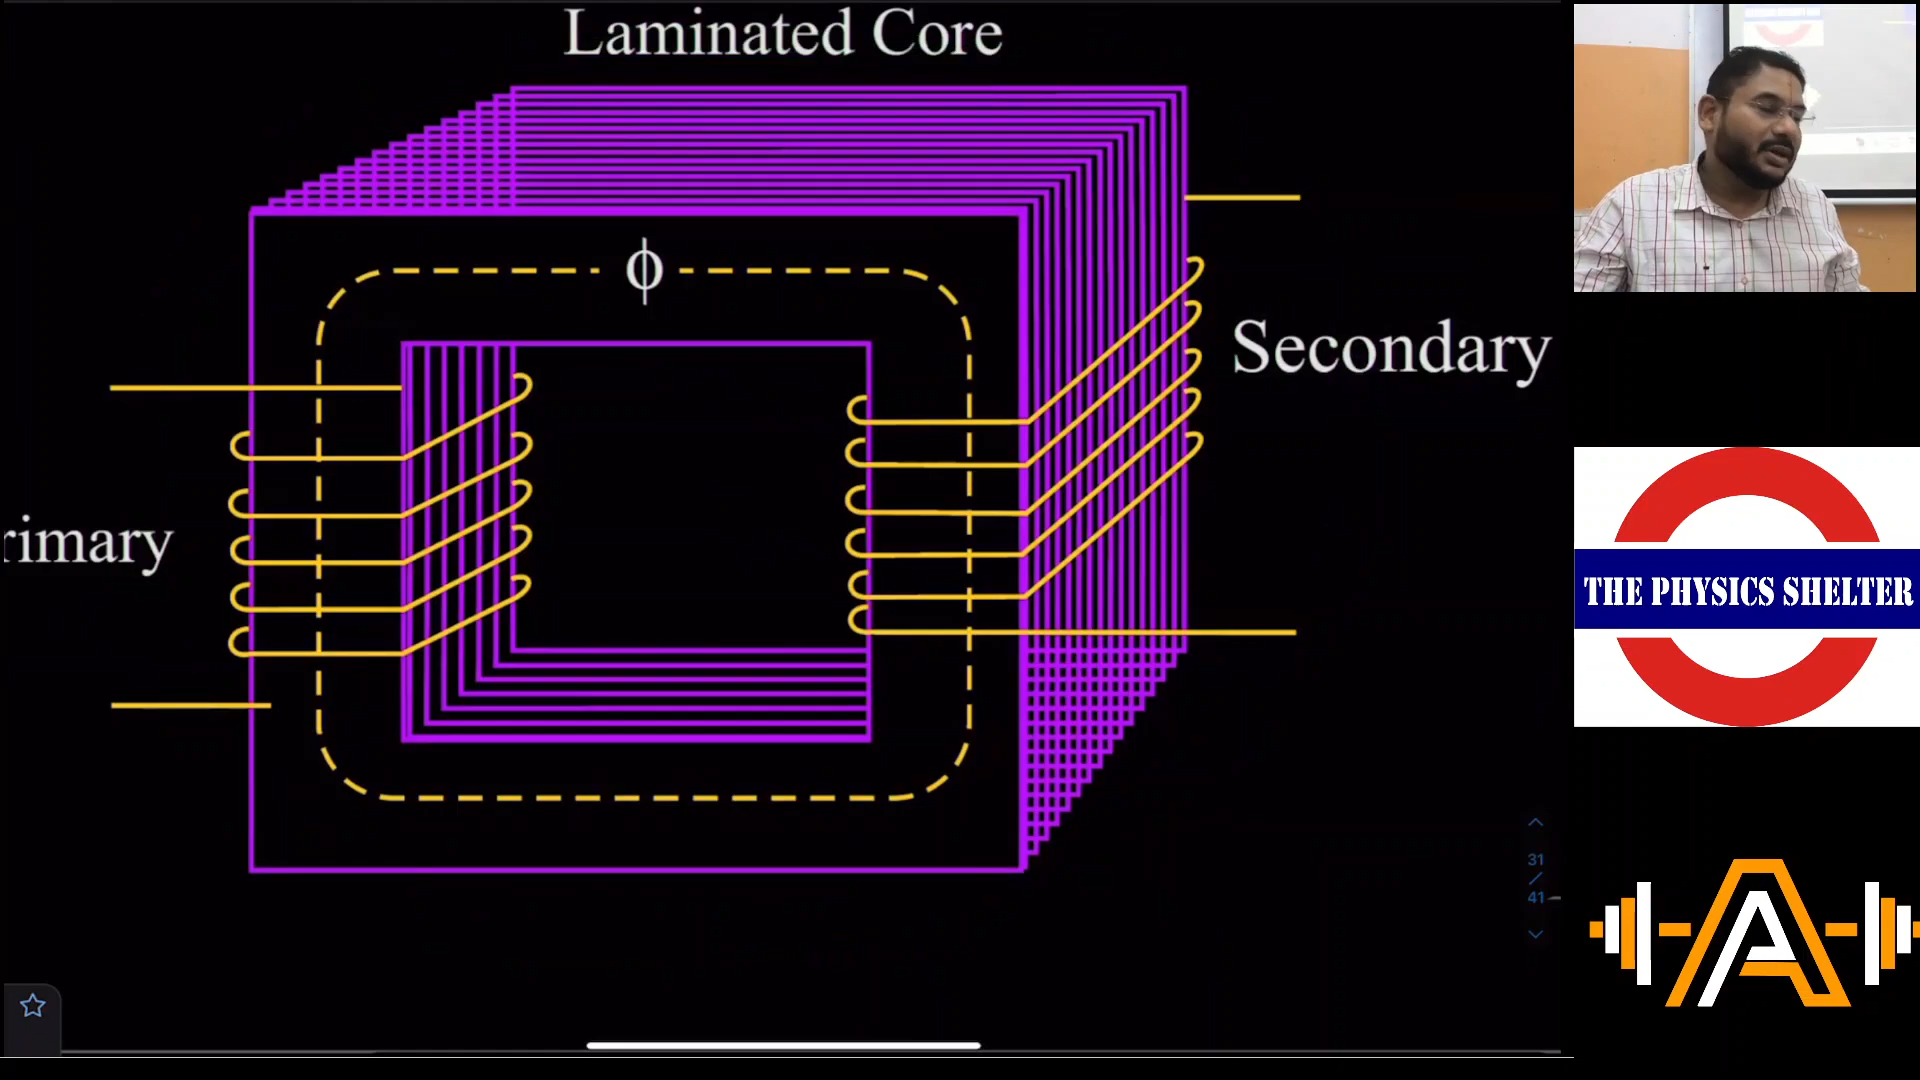 Laminated Core
ϕ
Secondary
rimary
THE PHYSICS SHELTER
31
/
41